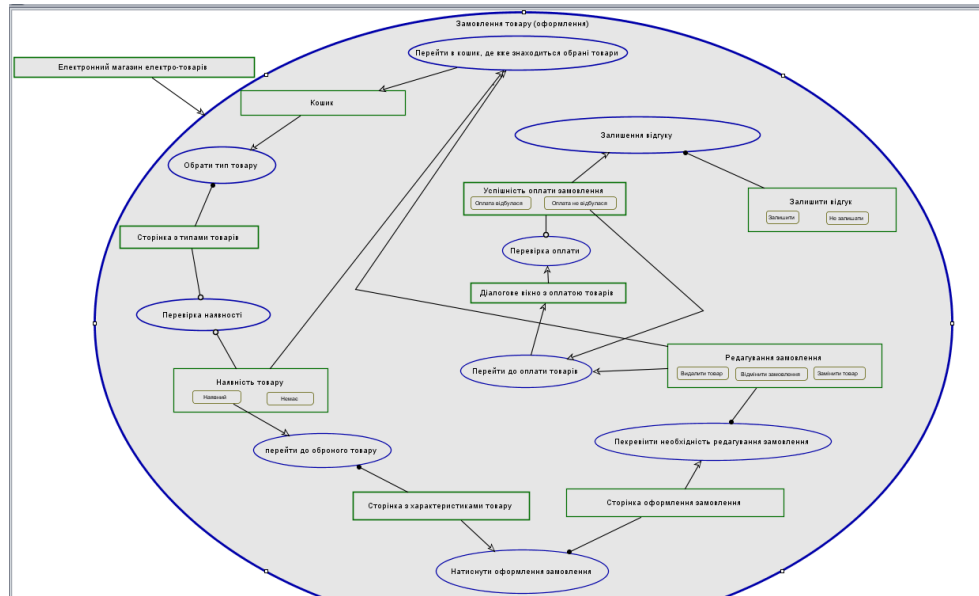 Замовлення товару (оформлення)
Перейти в кошик, де вже знаходиться обрані товари
Електронний магазин електро-товарів
Кошик
Залишення відгуку
Обрати тип товару
Успішність оплати замовлення
Оплата відбулася
Оплата не відбулася
Залишити відгук
Залишити
Не залишати
Сторінка з типами товарів
Перевірка оплати
Діалогове вікно з оплатою товарів
Перевірка наявності
Редагування замовлення
Видалити товар
Відмінити замовлення
Замінити товар
Перейти до оплати товарів
Наявність товару
Наявний
Немає
перейти до оброного товару
Пекревіити необхідність редагування замовлення
Сторінка з характеристиками товару
Сторінка оформлення замовлення
Натиснути оформлення замовлення